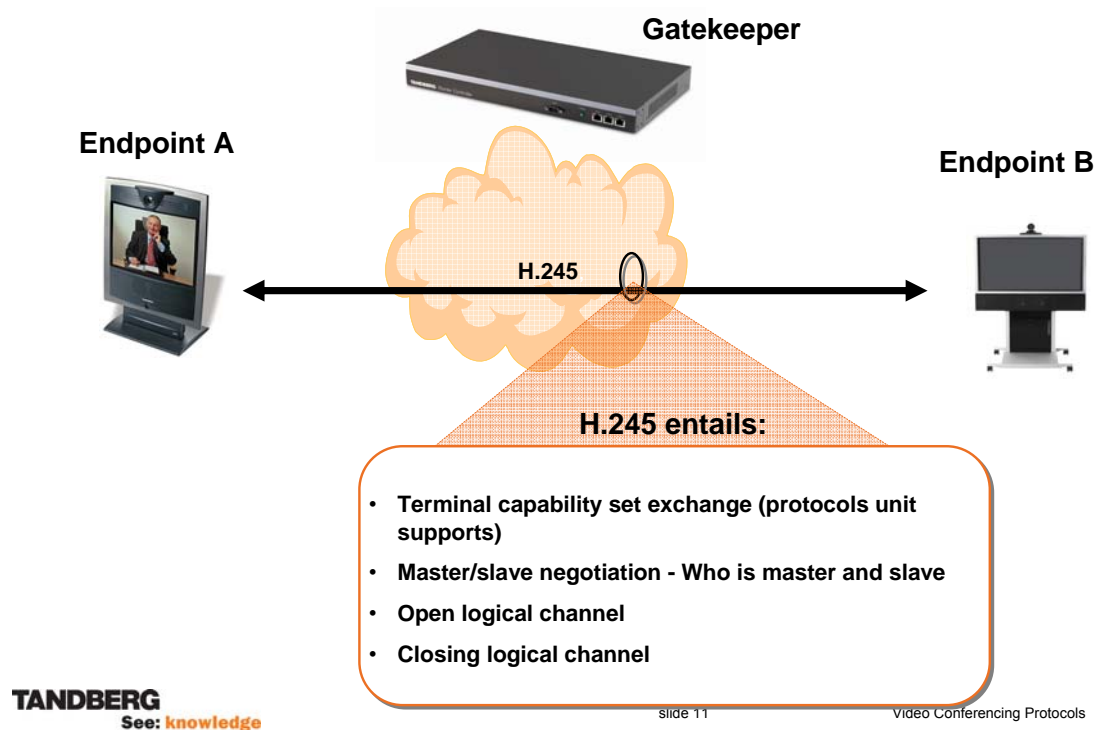 Gatekeeper
Endpoint A
Endpoint B
H.245
H.245 entails:
• Terminal capability set exchange (protocols unit
supports)
• Master/slave negotiation - Who is master and slave
• Open logical channel
• Closing logical channel
TANDBERG
See: knowledge
slide 11
Video Conferencing Protocols